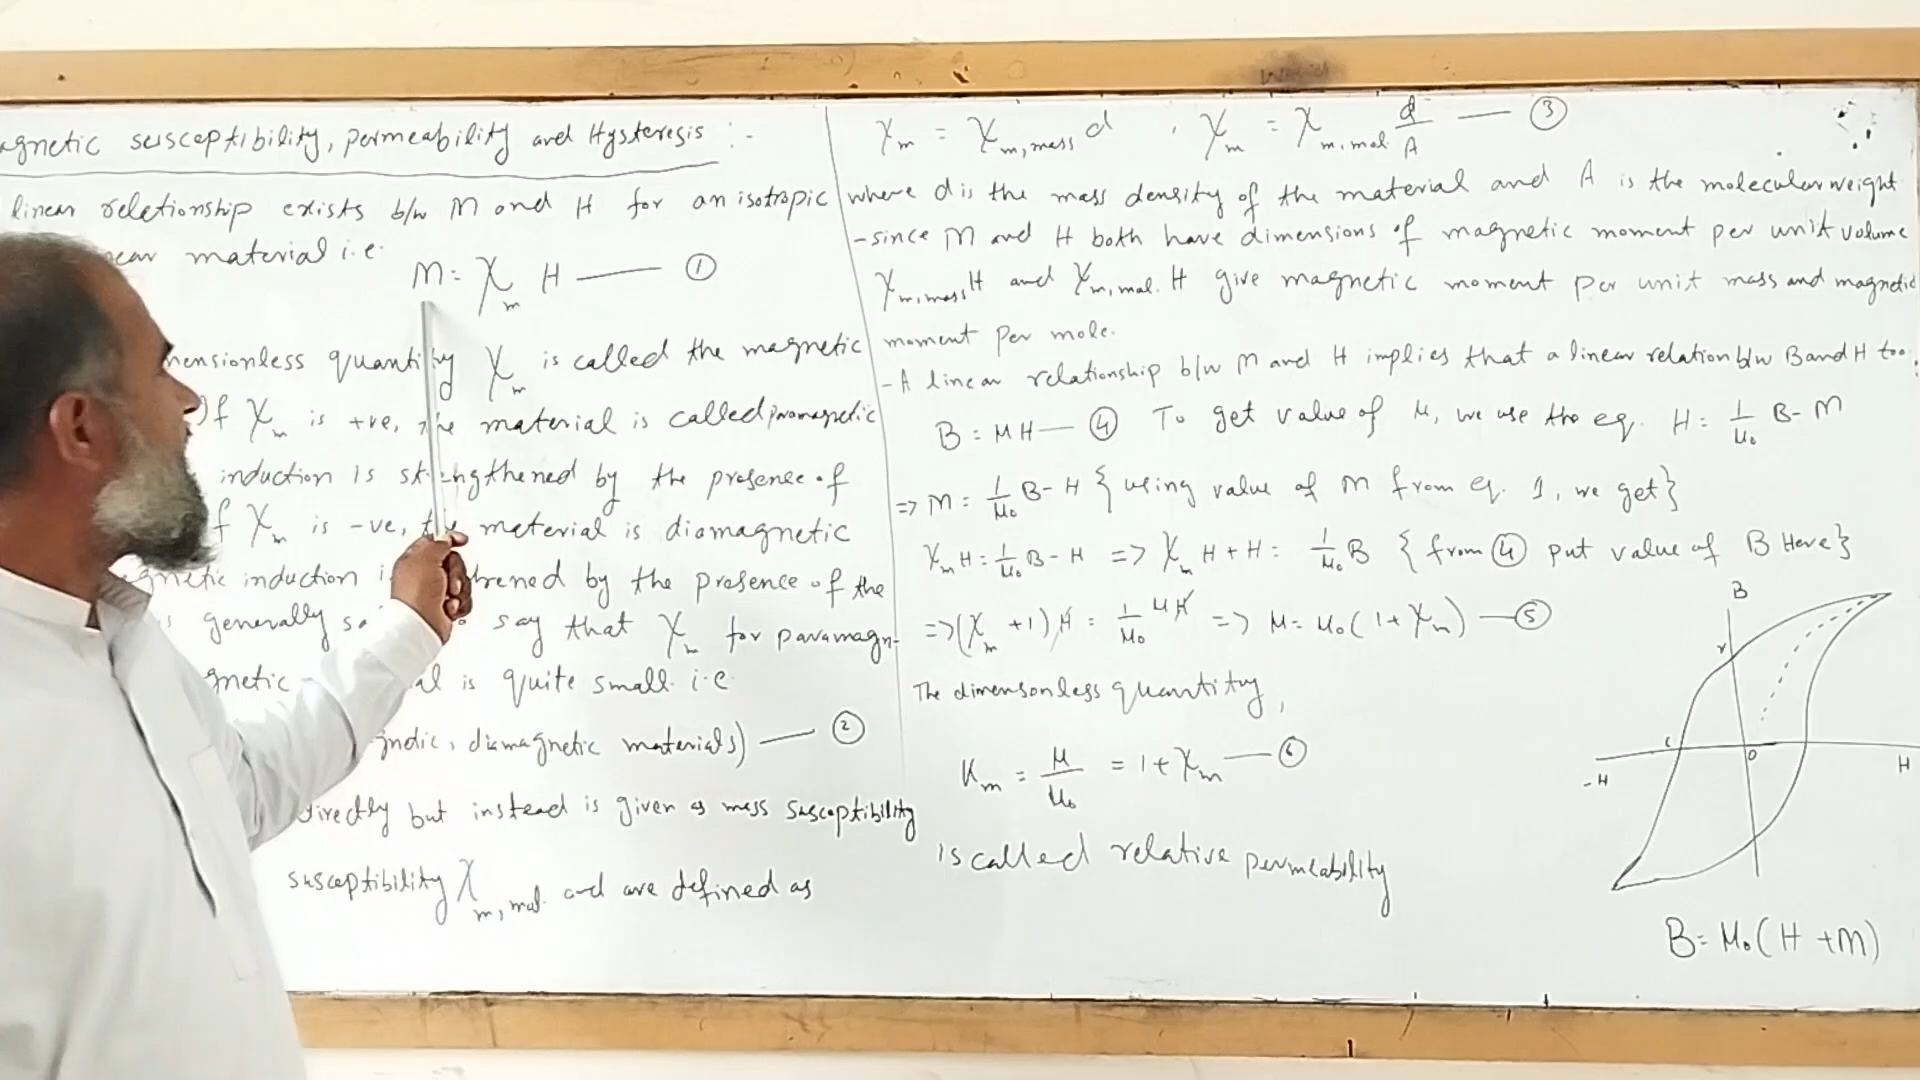 agnetic susceptibility, permeability and Hysteresis :-
linear relationship exists b/w M and H for an isotropic
near material i.e.
M = χm H —— ①
mensionless quantity χm is called the magnetic
If χm is +ve, the material is called paramagnetic
induction is strengthened by the presence of
f χm is -ve, the material is diamagnetic
gnetic induction is by the presence of the
generally say that χm for paramagn-
gnetic al is quite small i.e
gnetic, diamagnetic materials) —— ②
directly but instead is given as mass susceptibility
susceptibility χm,mol. and are defined as
χm = χm,mass d , χm = χm,mol d/A —— ③
where d is the mass density of the material and A is the molecular weight
- since M and H both have dimensions of magnetic moment per unit volume
χm,mass H and χm,mol. H give magnetic moment per unit mass and magnetic
moment per mole.
- A linear relationship b/w M and H implies that a linear relation b/w B and H too.
B = μH — ④ To get value of μ, we use the eq. H = 1/μ₀ B - M
=> M = 1/μ₀ B - H {using value of M from eq. 1, we get}
χm H = 1/μ₀ B - H => χm H + H = 1/μ₀ B {from ④ put value of B Here}
=> (χm + 1) H = 1/μ₀ μH => μ = μ₀(1 + χm) — ⑤
The dimensonless quantity,
Km = μ/μ₀ = 1 + χm — ⑥
is called relative permeability
B
r
c
O
-H
H
B = μ₀(H + M)